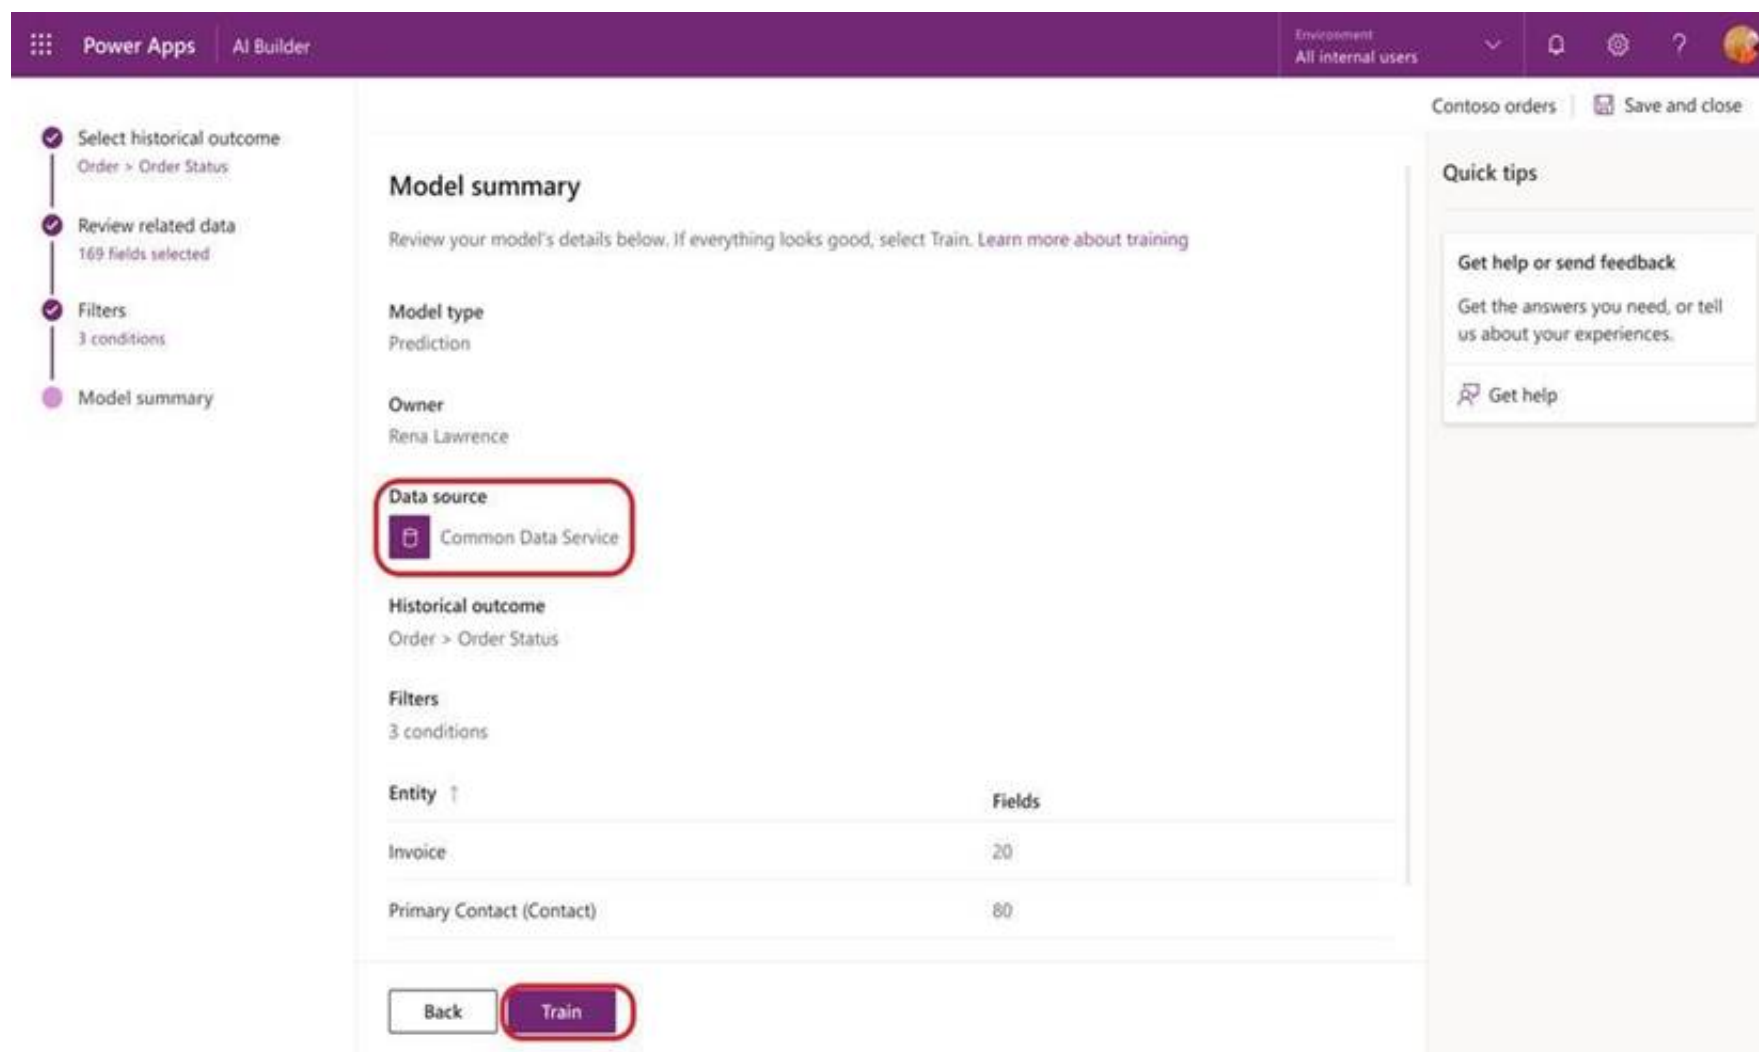 Power Apps AI Builder
Environment
All internal users
?
Contoso orders Save and close
Select historical outcome
Order > Order Status
Review related data
169 fields selected
Filters
3 conditions
Model summary
Model summary
Review your model's details below. If everything looks good, select Train. Learn more about training
Model type
Prediction
Owner
Rena Lawrence
Data source
Common Data Service
Historical outcome
Order > Order Status
Filters
3 conditions
Entity ↑ Fields
Invoice 20
Primary Contact (Contact) 80
Back Train
Quick tips
Get help or send feedback
Get the answers you need, or tell
us about your experiences.
Get help